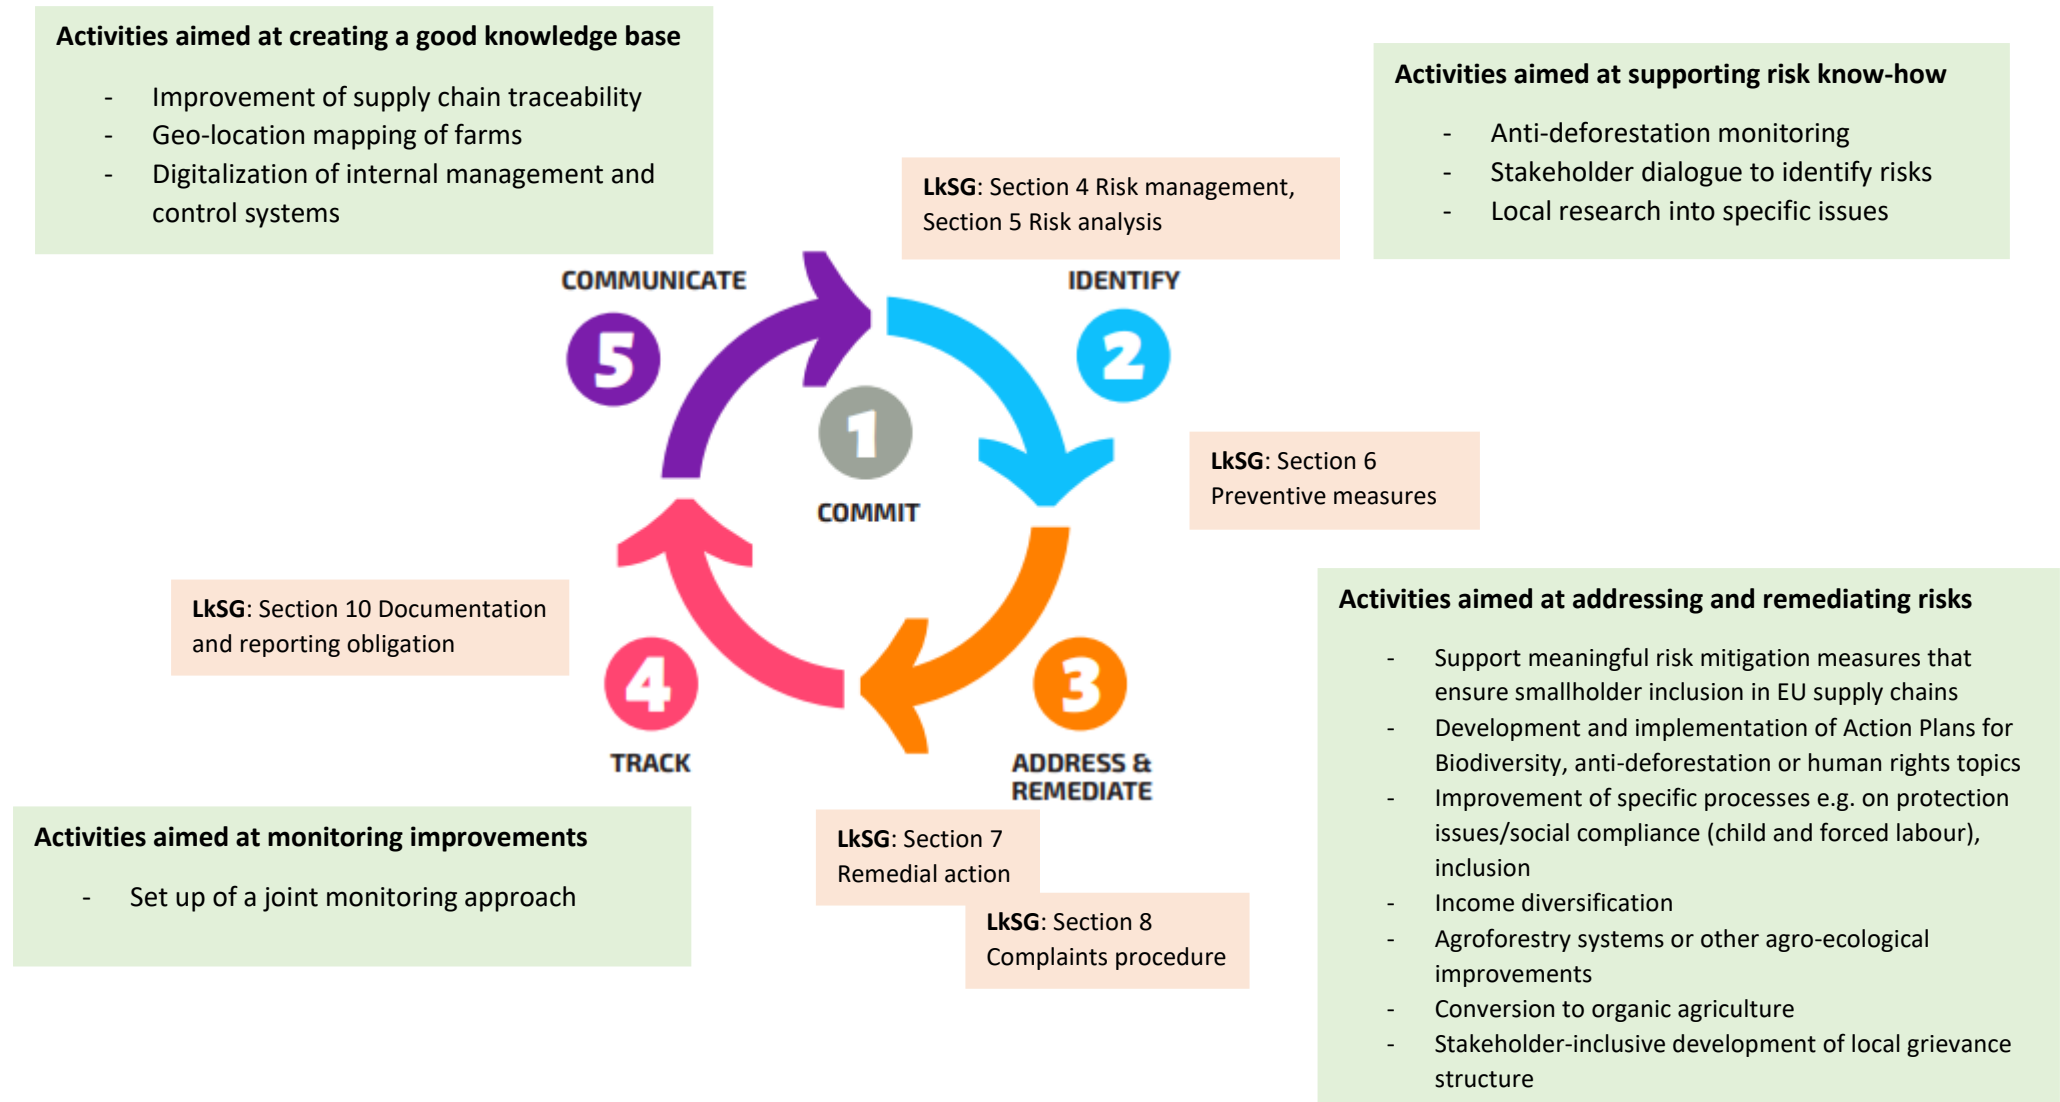 Activities aimed at creating a good knowledge base
- Improvement of supply chain traceability
- Geo-location mapping of farms
- Digitalization of internal management and
control systems
Activities aimed at supporting risk know-how
- Anti-deforestation monitoring
- Stakeholder dialogue to identify risks
- Local research into specific issues
LkSG: Section 4 Risk management,
Section 5 Risk analysis
COMMUNICATE
5
IDENTIFY
2
1
COMMIT
LkSG: Section 6
Preventive measures
LkSG: Section 10 Documentation
and reporting obligation
4
TRACK
3
ADDRESS &
REMEDIATE
Activities aimed at addressing and remediating risks
- Support meaningful risk mitigation measures that
ensure smallholder inclusion in EU supply chains
- Development and implementation of Action Plans for
Biodiversity, anti-deforestation or human rights topics
- Improvement of specific processes e.g. on protection
issues/social compliance (child and forced labour),
inclusion
- Income diversification
- Agroforestry systems or other agro-ecological
improvements
- Conversion to organic agriculture
- Stakeholder-inclusive development of local grievance
structure
Activities aimed at monitoring improvements
- Set up of a joint monitoring approach
LkSG: Section 7
Remedial action
LkSG: Section 8
Complaints procedure